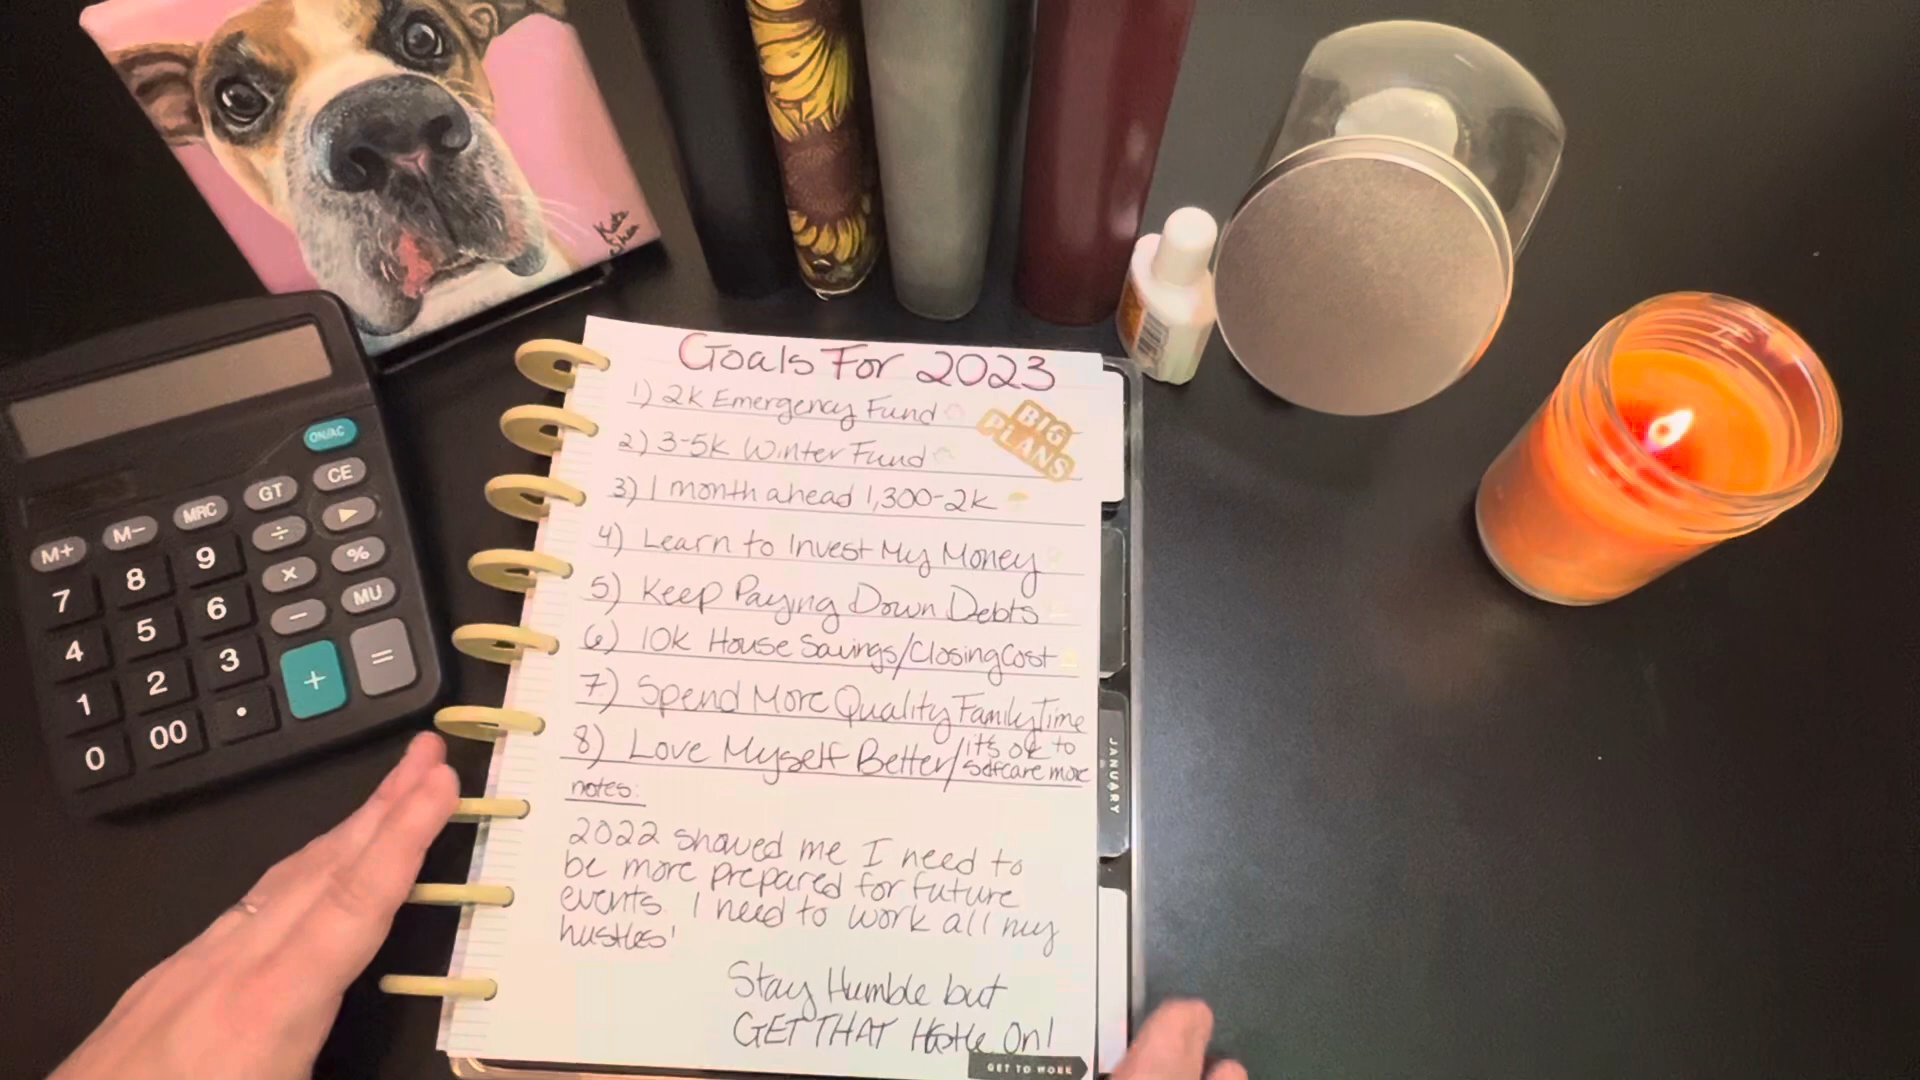 Kate
Shea
Goals For 2023
1) 2K Emergency Fund
BIG
PLANS
2) 3-5K Winter Fund
3) 1 month ahead 1,300-2K
4) Learn to Invest My Money
5) Keep Paying Down Debts
6) 10K House Savings/Closing Cost
7) Spend More Quality Family Time
8) Love Myself Better/it's ok to
selfcare more
notes:
2022 showed me I need to
be more prepared for future
events. I need to work all my
hustles!
Stay Humble but
GET THAT Hustle On!
GET TO WORK
JANUARY
ON/AC
M+ M- MRC GT CE
7 8 9 ÷ ▶
4 5 6 × %
1 2 3 − MU
0 00 . + =